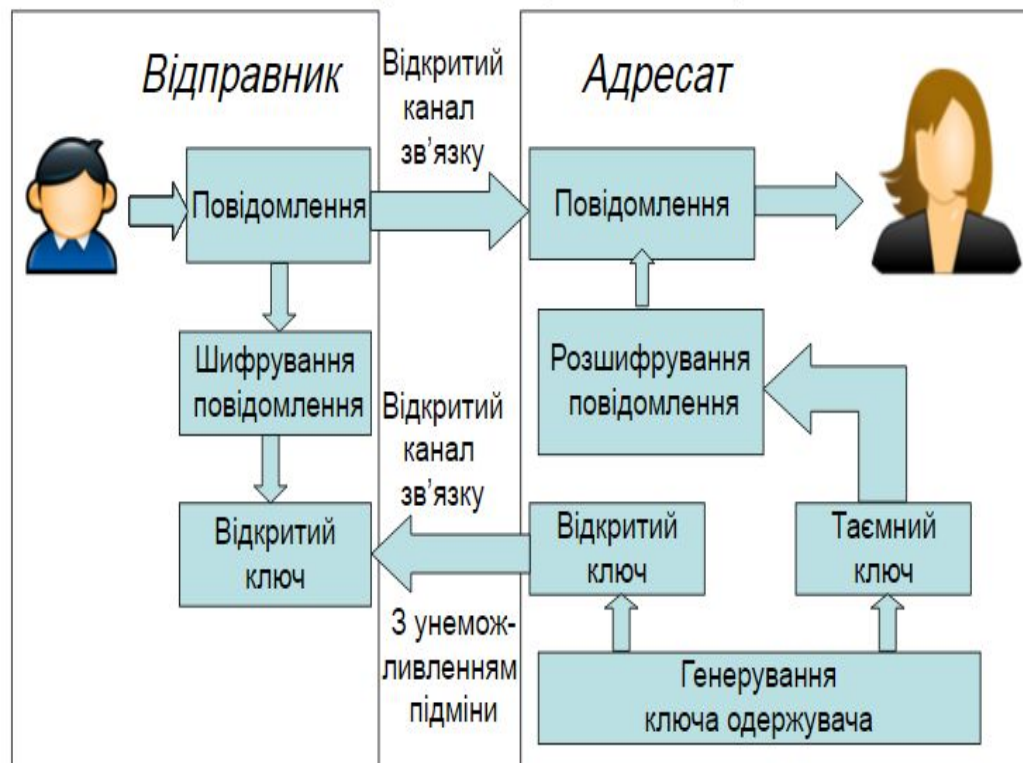 Відправник
Відкритий
канал
зв’язку
Адресат
Повідомлення
Повідомлення
Шифрування
повідомлення
Розшифрування
повідомлення
Відкритий
канал
зв’язку
Відкритий
ключ
Відкритий
ключ
Таємний
ключ
З унемож-
ливленням
підміни
Генерування
ключа одержувача